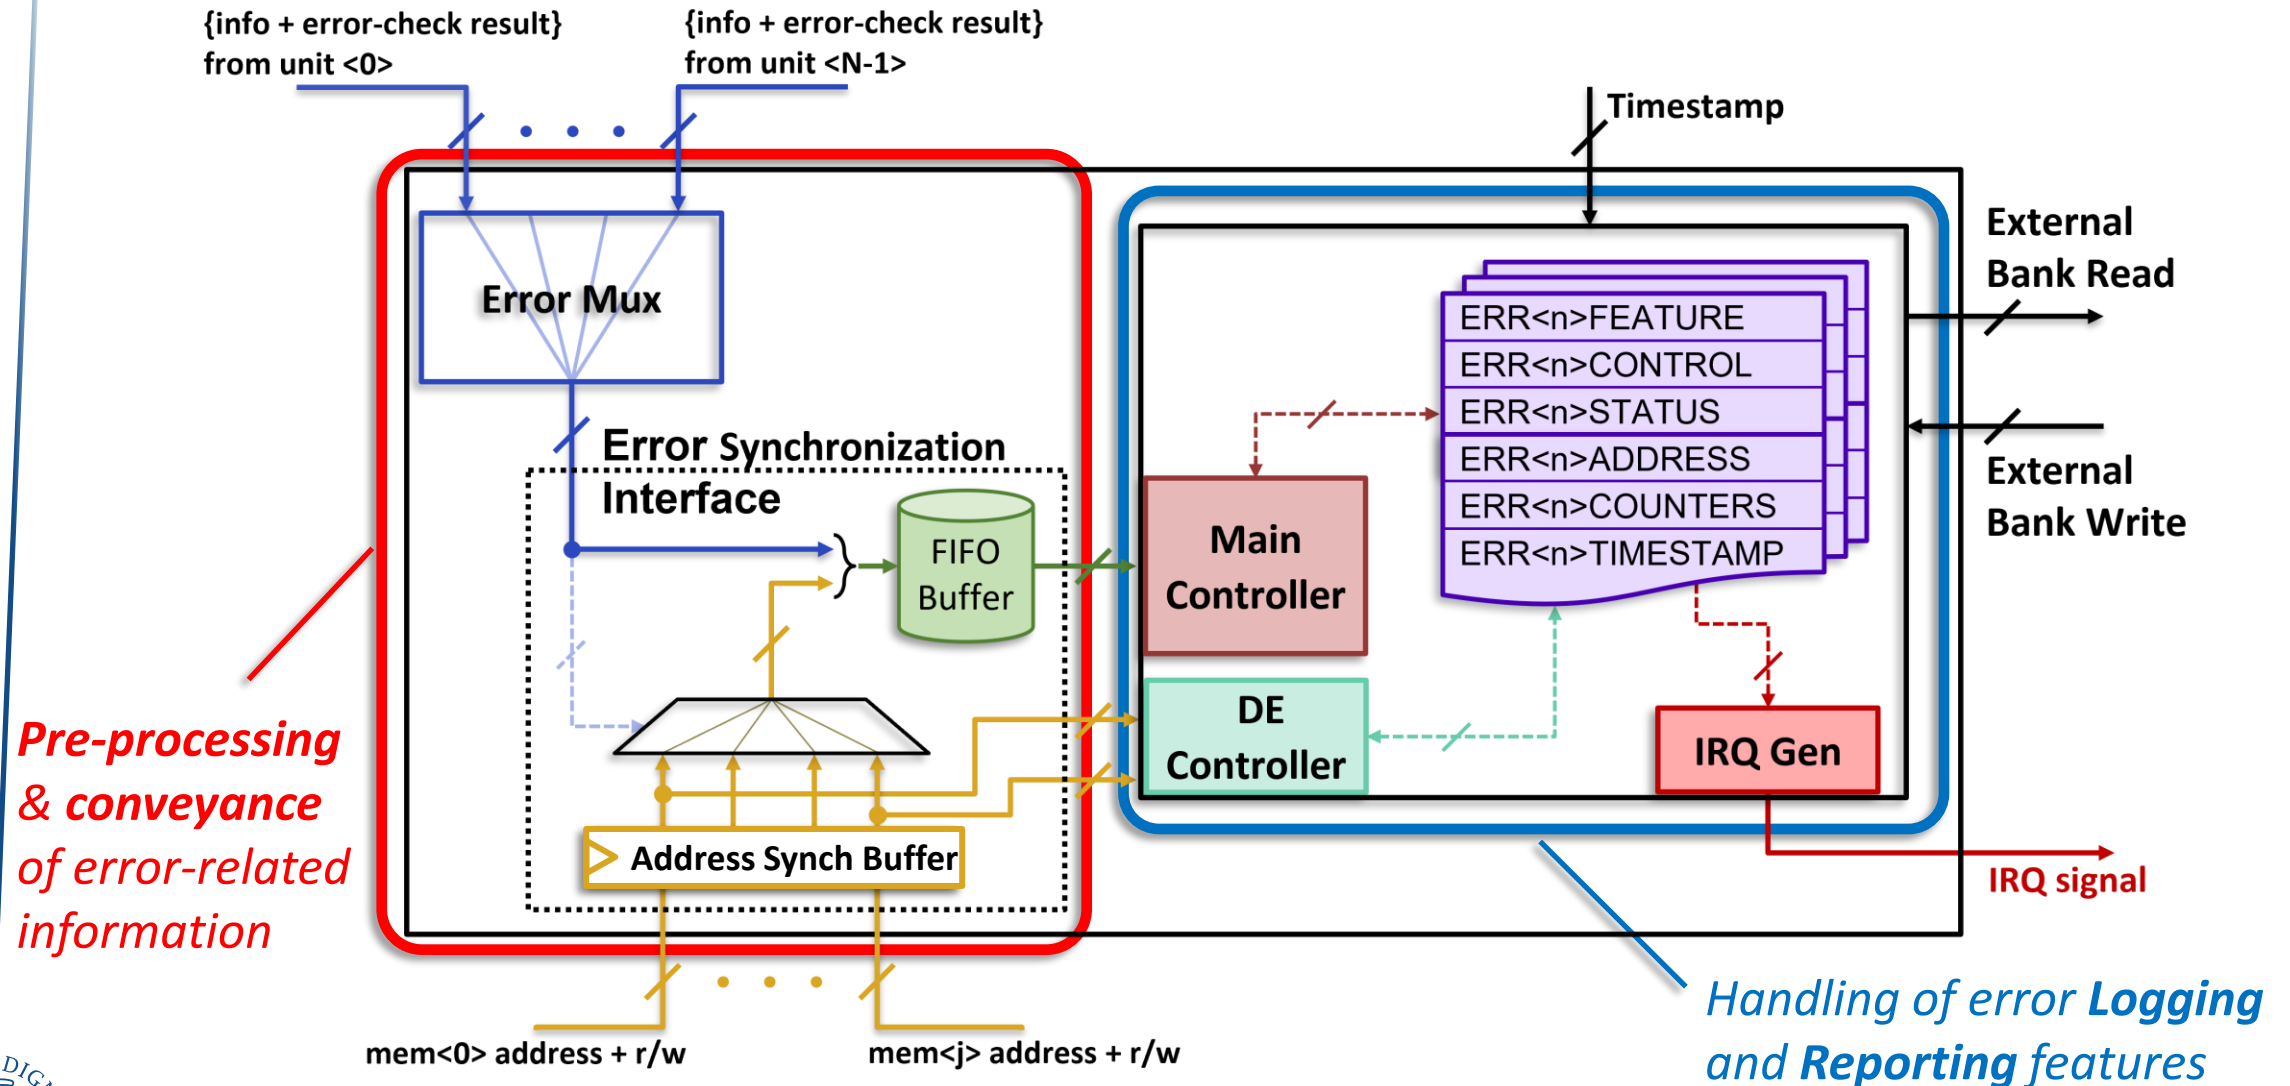 {info + error-check result}
from unit <0>
{info + error-check result}
from unit <N-1>
Timestamp
External
Bank Read
External
Bank Write
Error Mux
Error Synchronization
Interface
FIFO
Buffer
Address Synch Buffer
Main
Controller
DE
Controller
ERR<n>FEATURE
ERR<n>CONTROL
ERR<n>STATUS
ERR<n>ADDRESS
ERR<n>COUNTERS
ERR<n>TIMESTAMP
IRQ Gen
IRQ signal
Pre-processing
& conveyance
of error-related
information
mem<0> address + r/w
mem<j> address + r/w
Handling of error Logging
and Reporting features